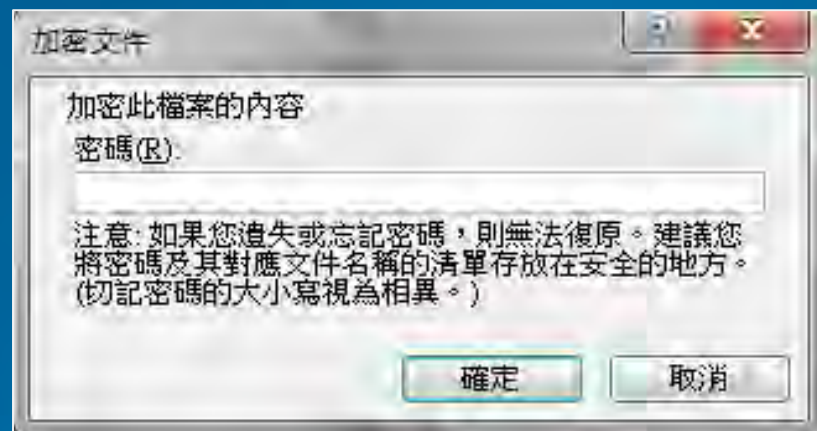 加密文件
加密此檔案的內容
密碼(R):
注意: 如果您遺失或忘記密碼，則無法復原。建議您
將密碼及其對應文件名稱的清單存放在安全的地方。
(切記密碼的大小寫視為相異。)
確定
取消